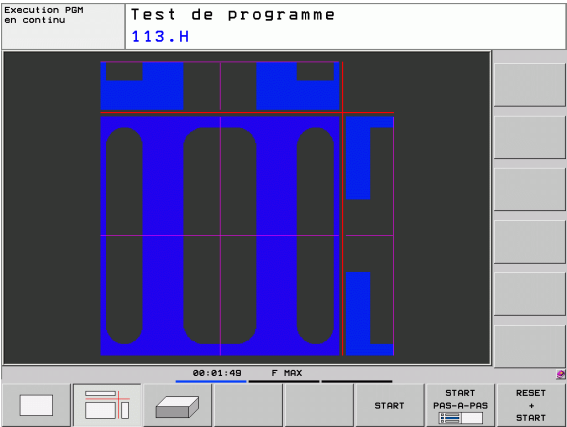 Execution PGM
en continu
Test de programme
113.H
00:01:49 F MAX
START
START
PAS-A-PAS
RESET
+
START